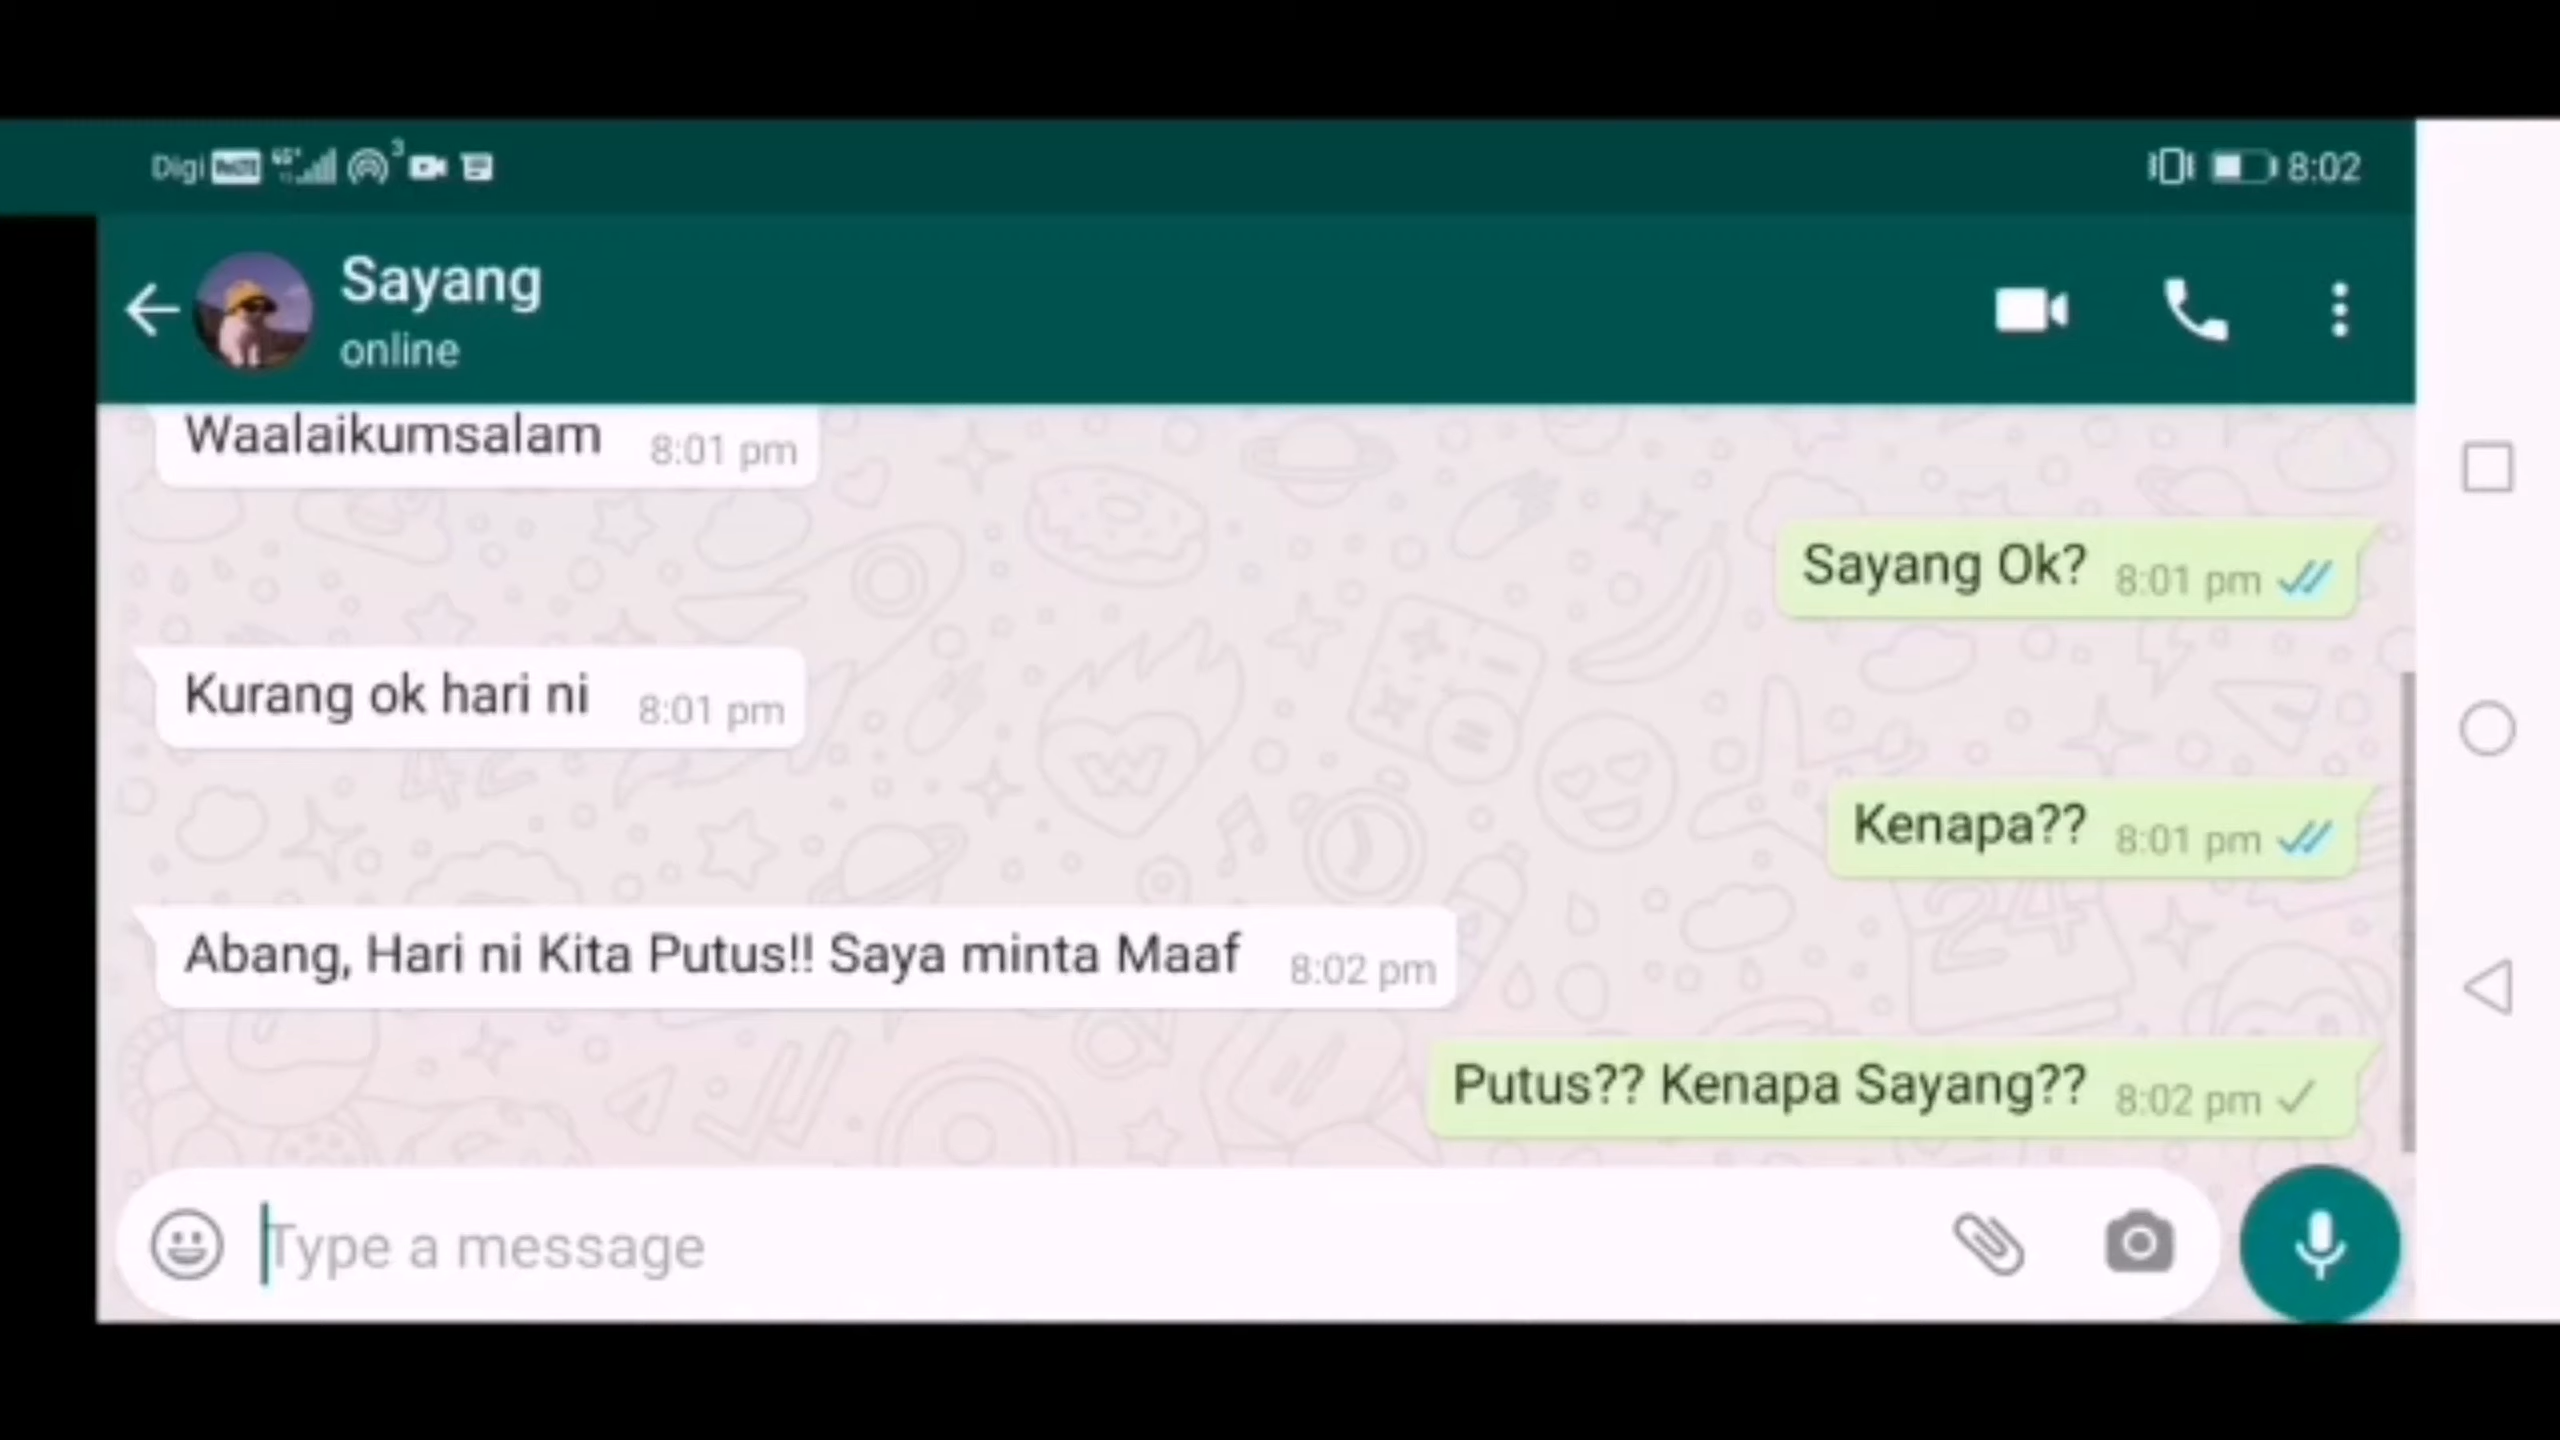 Digi 8:02
Sayang
online
Waalaikumsalam 8:01 pm
Sayang Ok? 8:01 pm
Kurang ok hari ni 8:01 pm
Kenapa?? 8:01 pm
Abang, Hari ni Kita Putus!! Saya minta Maaf 8:02 pm
Putus?? Kenapa Sayang?? 8:02 pm
Type a message